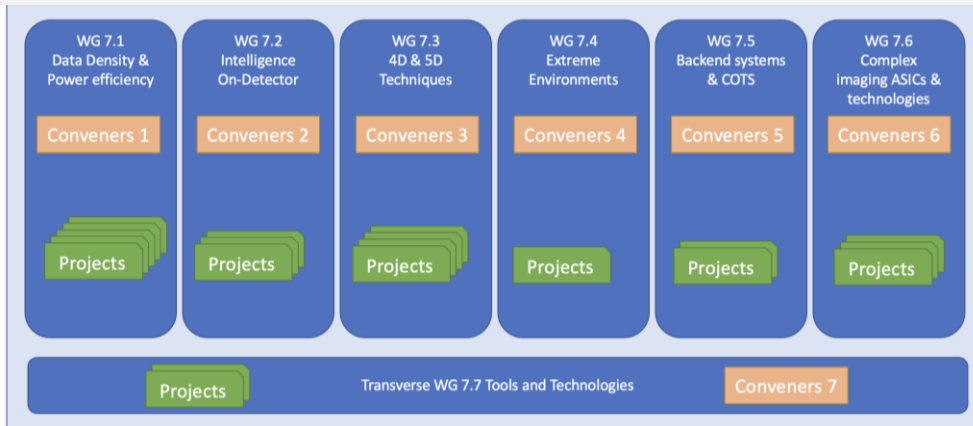 WG 7.1
Data Density &
Power efficiency
Conveners 1
Projects
WG 7.2
Intelligence
On-Detector
Conveners 2
Projects
WG 7.3
4D & 5D
Techniques
Conveners 3
Projects
WG 7.4
Extreme
Environments
Conveners 4
Projects
WG 7.5
Backend systems
& COTS
Conveners 5
Projects
WG 7.6
Complex
imaging ASICs &
technologies
Conveners 6
Projects
Projects
Transverse WG 7.7 Tools and Technologies
Conveners 7